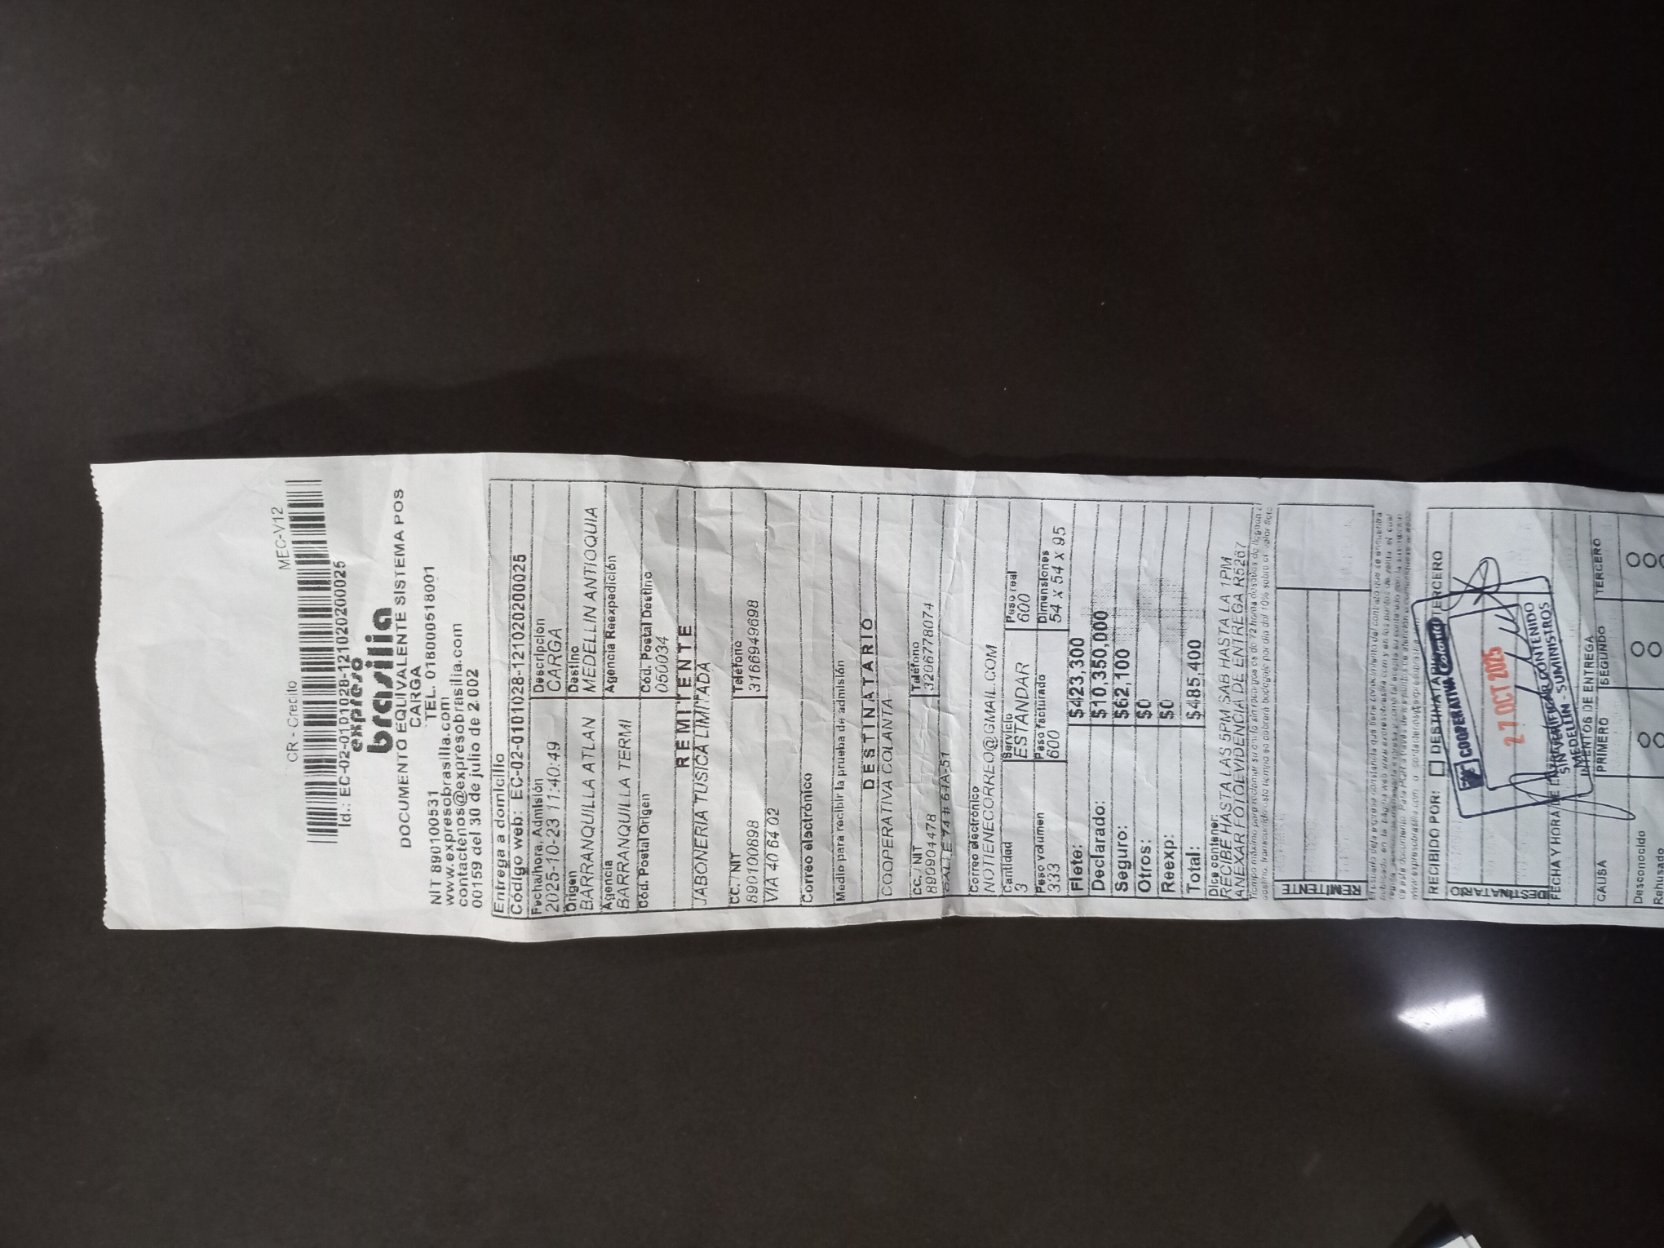 CR - Credito
MEC-V12
Id.: EC-02-0101028-1210202000025
expreso
brasilia
DOCUMENTO EQUIVALENTE SISTEMA POS
CARGA
NIT 890100531 TEL. 018000518001
www.expresobrasilia.com
contactenos@expresobrasilia.com
00159 del 30 de julio de 2.002
Entrega a domicilio
Código web: EC-02-0101028-1210202000025
Fecha/hora. Admisión Descripción
2025-10-23 11:40:49 CARGA
Origen Destino
BARRANQUILLA ATLAN MEDELLIN ANTIOQUIA
Agencia Agencia Reexpedición
BARRANQUILLA TERMI
Cód. Postal Origen Cód. Postal Destino
050034
REMITENTE
JABONERIA TUSICA LIMITADA
CC./ NIT Teléfono
890100898 3166949698
VIA 40 64 02
Correo electrónico
Medio para recibir la prueba de admisión
DESTINATARIO
COOPERATIVA COLANTA
CC./ NIT Teléfono
890904478 3206778074
CALLE 74 # 64A-51
Correo electrónico
NOTIENECORREO@GMAIL.COM
Cantidad Servicio Peso real
3 ESTANDAR 600
Peso volumen Peso facturado Dimensiones
333 600 54 x 54 x 95
Flete: $423,300
Declarado: $10,350,000
Seguro: $62,100
Otros: $0
Reexp: $0
Total: $485,400
Dice contener:
RECIBE HASTA LAS 5PM SAB HASTA LA 1PM
ANEXAR FOTOEVIDENCIA DE ENTREGA R5267
REMITENTE
RECIBIDO POR: DESTINATARIO TERCERO
DESTINATARIO
COOPERATIVA
27 OCT 2025
SIN VERIFICAR CONTENIDO
MEDELLIN - SUMINISTROS
FECHA Y HORA DE ENTREGA
INTENTOS DE ENTREGA
CAUSA PRIMERO SEGUNDO TERCERO
Desconocido
Rehusado